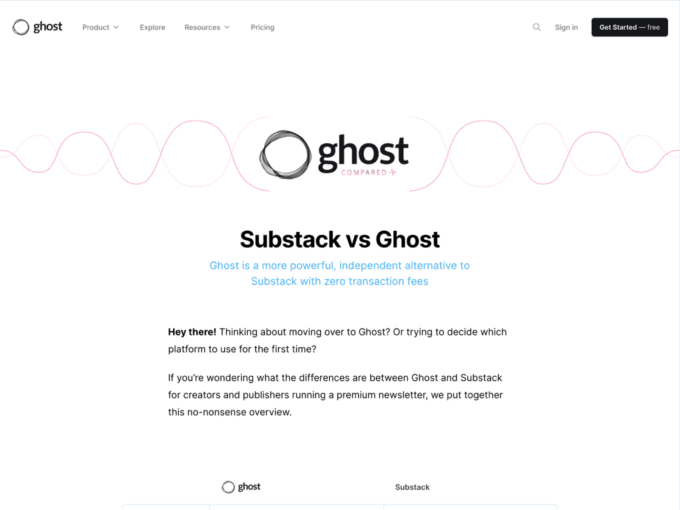 ghost Product Explore Resources Pricing Sign in Get Started — free
ghost
COMPARED
Substack vs Ghost
Ghost is a more powerful, independent alternative to
Substack with zero transaction fees
Hey there! Thinking about moving over to Ghost? Or trying to decide which
platform to use for the first time?
If you're wondering what the differences are between Ghost and Substack
for creators and publishers running a premium newsletter, we put together
this no-nonsense overview.
ghost Substack